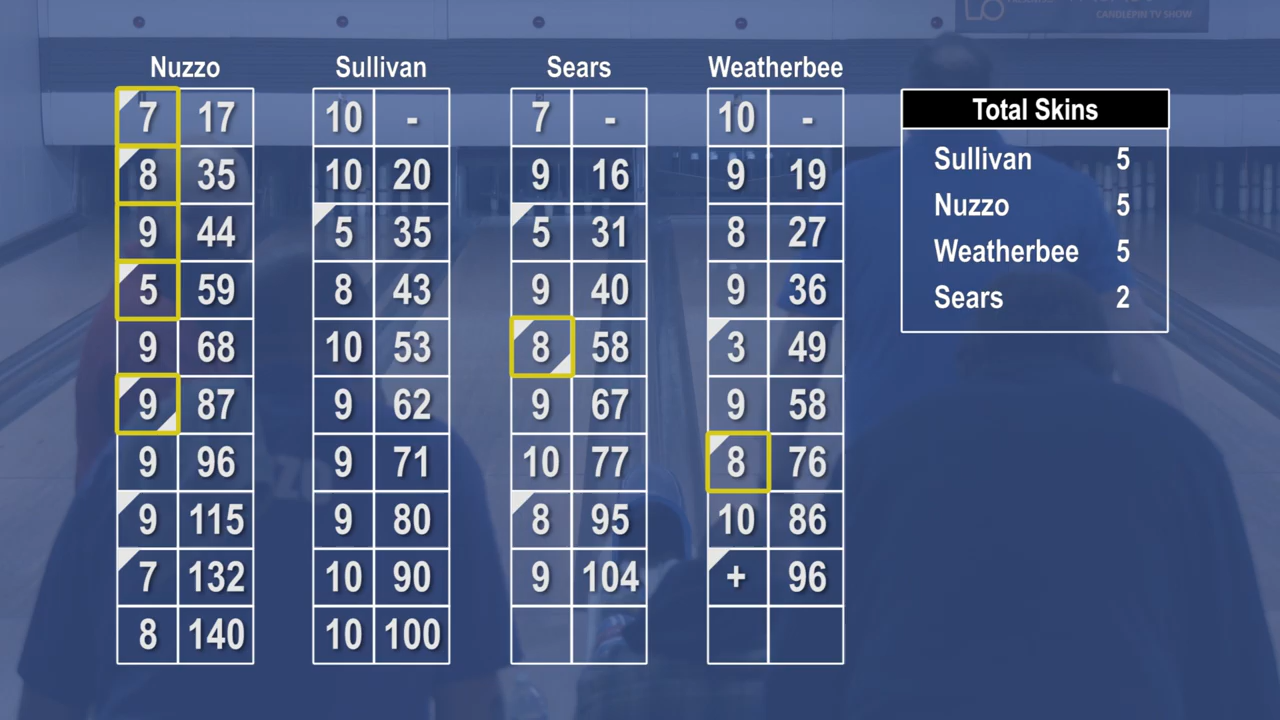 CANDLEPIN TV SHOW
Nuzzo Sullivan Sears Weatherbee
7 17 10 - 7 - 10 -
8 35 10 20 9 16 9 19
9 44 5 35 5 31 8 27
5 59 8 43 9 40 9 36
9 68 10 53 8 58 3 49
9 87 9 62 9 67 9 58
9 96 9 71 10 77 8 76
9 115 9 80 8 95 10 86
7 132 10 90 9 104 + 96
8 140 10 100
Total Skins
Sullivan 5
Nuzzo 5
Weatherbee 5
Sears 2